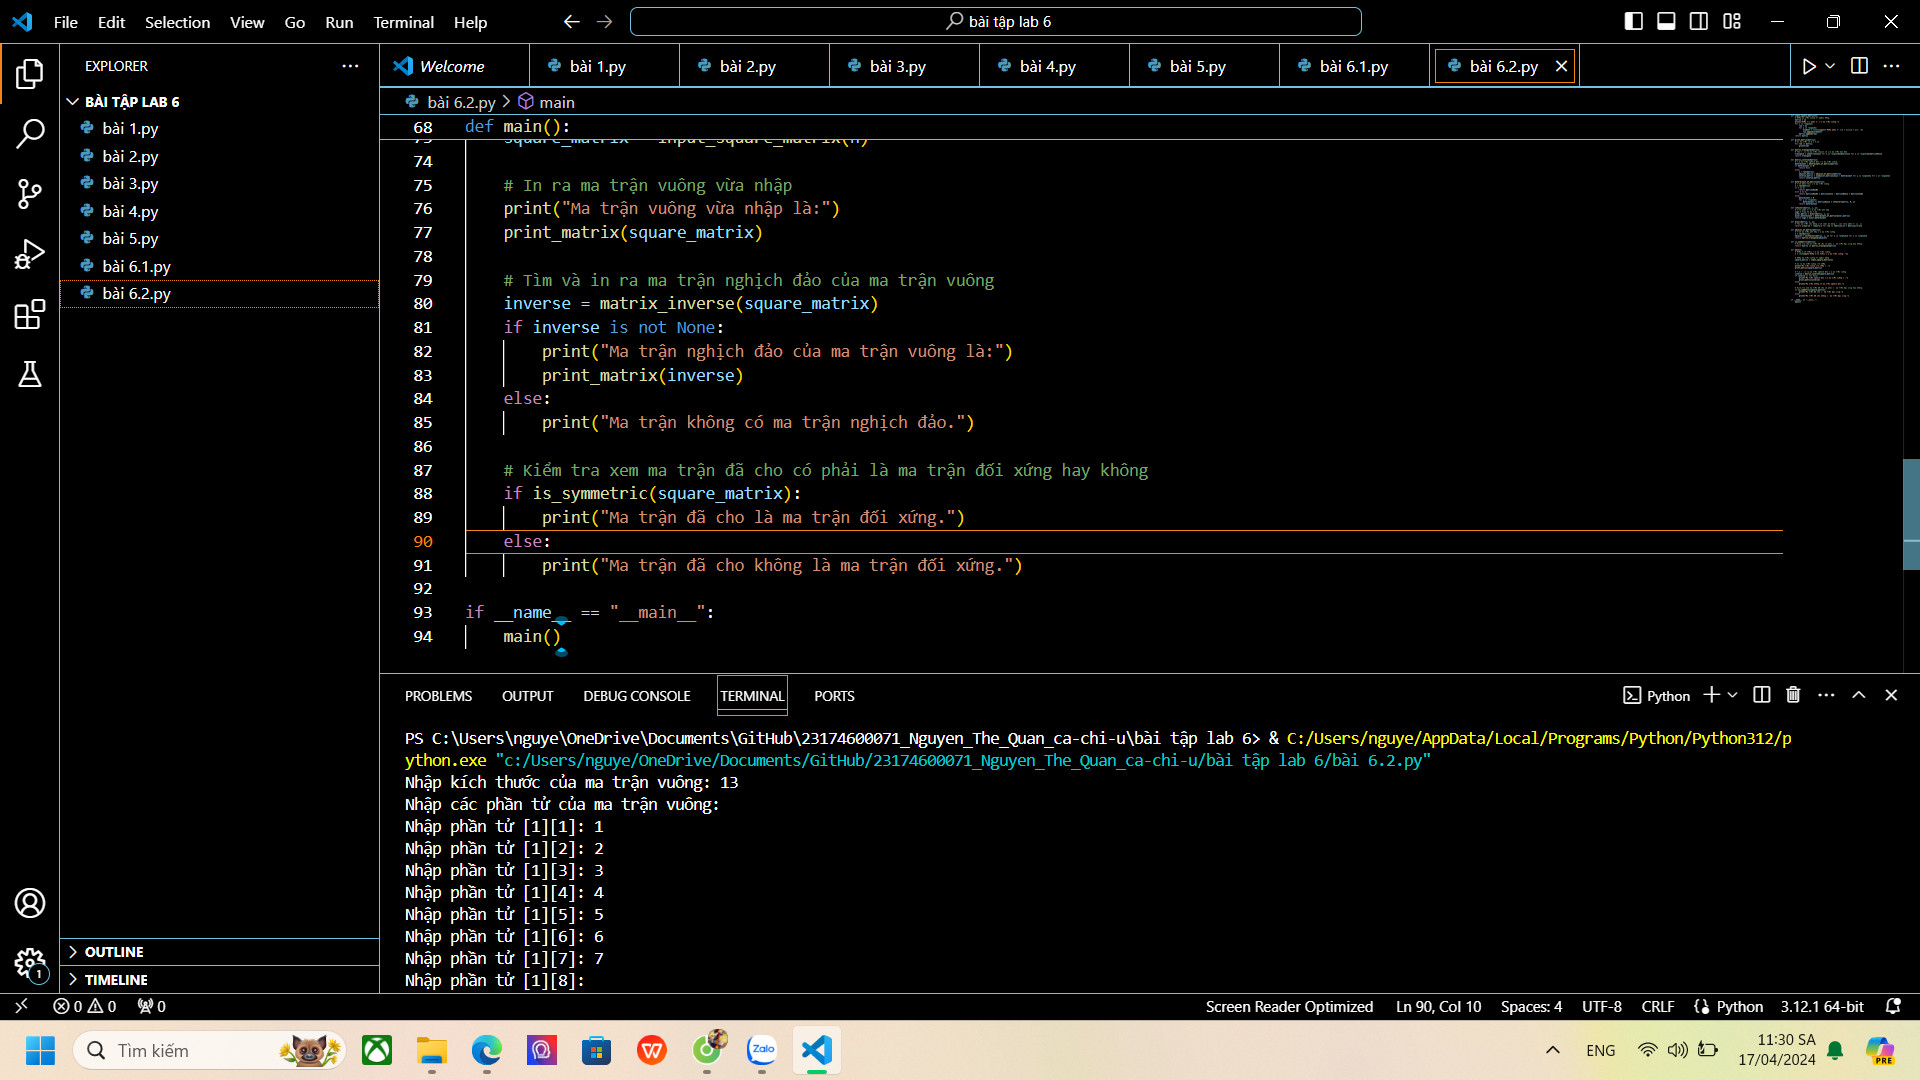 File Edit Selection View Go Run Terminal Help
bài tập lab 6
EXPLORER
BÀI TẬP LAB 6
bài 1.py
bài 2.py
bài 3.py
bài 4.py
bài 5.py
bài 6.1.py
bài 6.2.py
OUTLINE
TIMELINE
Welcome bài 1.py bài 2.py bài 3.py bài 4.py bài 5.py bài 6.1.py bài 6.2.py
bài 6.2.py > main
68 def main():
square_matrix = input_square_matrix(n)
74
75 # In ra ma trận vuông vừa nhập
76 print("Ma trận vuông vừa nhập là:")
77 print_matrix(square_matrix)
78
79 # Tìm và in ra ma trận nghịch đảo của ma trận vuông
80 inverse = matrix_inverse(square_matrix)
81 if inverse is not None:
82 print("Ma trận nghịch đảo của ma trận vuông là:")
83 print_matrix(inverse)
84 else:
85 print("Ma trận không có ma trận nghịch đảo.")
86
87 # Kiểm tra xem ma trận đã cho có phải là ma trận đối xứng hay không
88 if is_symmetric(square_matrix):
89 print("Ma trận đã cho là ma trận đối xứng.")
90 else:
91 print("Ma trận đã cho không là ma trận đối xứng.")
92
93 if __name__ == "__main__":
94 main()
PROBLEMS OUTPUT DEBUG CONSOLE TERMINAL PORTS
Python
PS C:\Users\nguye\OneDrive\Documents\GitHub\23174600071_Nguyen_The_Quan_ca-chi-u\bài tập lab 6> & C:/Users/nguye/AppData/Local/Programs/Python/Python312/p
ython.exe "c:/Users/nguye/OneDrive/Documents/GitHub/23174600071_Nguyen_The_Quan_ca-chi-u/bài tập lab 6/bài 6.2.py"
Nhập kích thước của ma trận vuông: 13
Nhập các phần tử của ma trận vuông:
Nhập phần tử [1][1]: 1
Nhập phần tử [1][2]: 2
Nhập phần tử [1][3]: 3
Nhập phần tử [1][4]: 4
Nhập phần tử [1][5]: 5
Nhập phần tử [1][6]: 6
Nhập phần tử [1][7]: 7
Nhập phần tử [1][8]:
1
0 0 0 Screen Reader Optimized Ln 90, Col 10 Spaces: 4 UTF-8 CRLF Python 3.12.1 64-bit
Tìm kiếm
Zalo
ENG
11:30 SA
17/04/2024
PRE